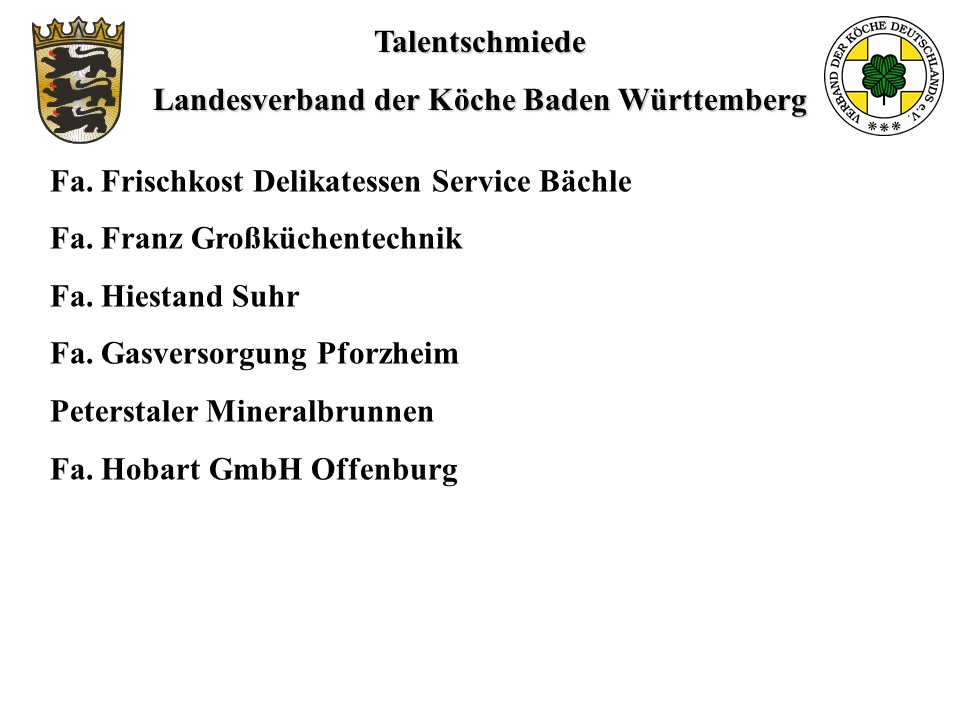 Talentschmiede
Landesverband der Köche Baden Württemberg
VERBAND DER KÖCHE DEUTSCHLANDS e.V.
Fa. Frischkost Delikatessen Service Bächle
Fa. Franz Großküchentechnik
Fa. Hiestand Suhr
Fa. Gasversorgung Pforzheim
Peterstaler Mineralbrunnen
Fa. Hobart GmbH Offenburg